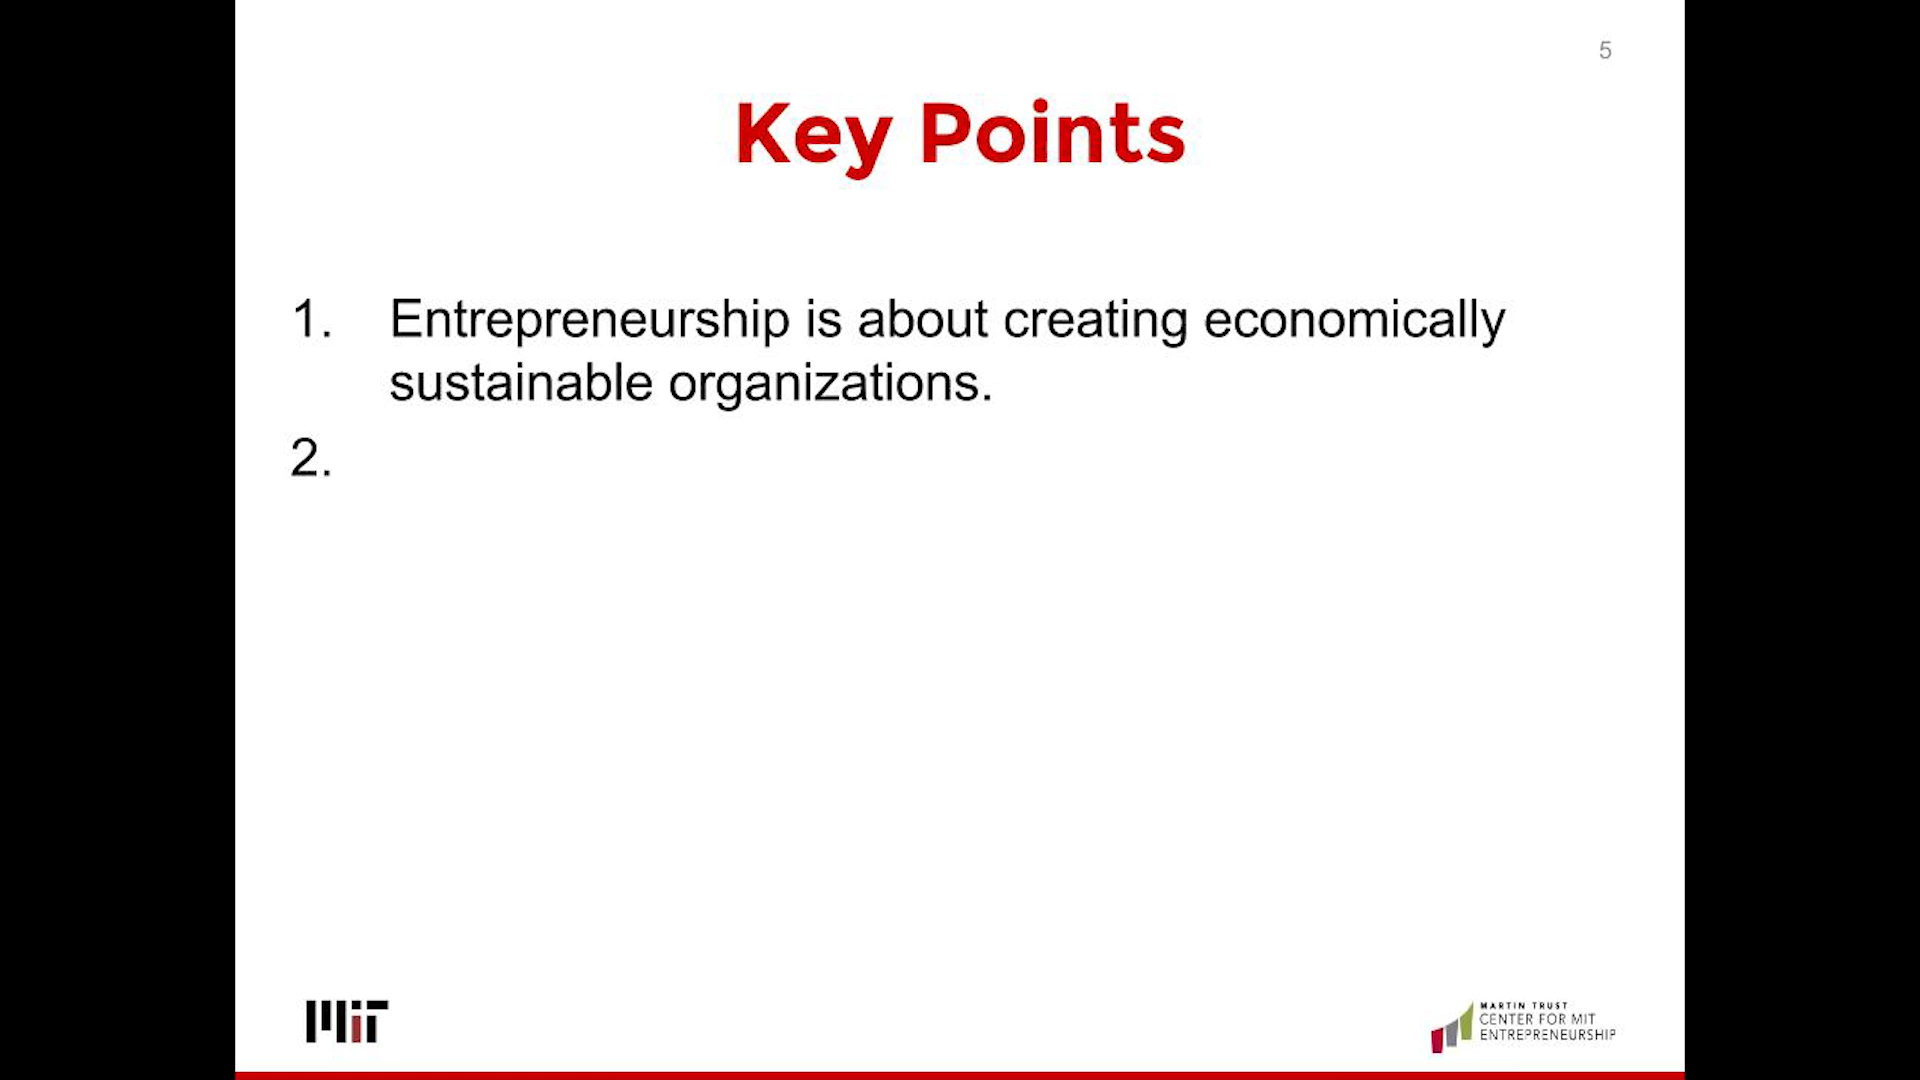 5
Key Points
1. Entrepreneurship is about creating economically
sustainable organizations.
2.
MIT
MARTIN TRUST
CENTER FOR MIT
ENTREPRENEURSHIP